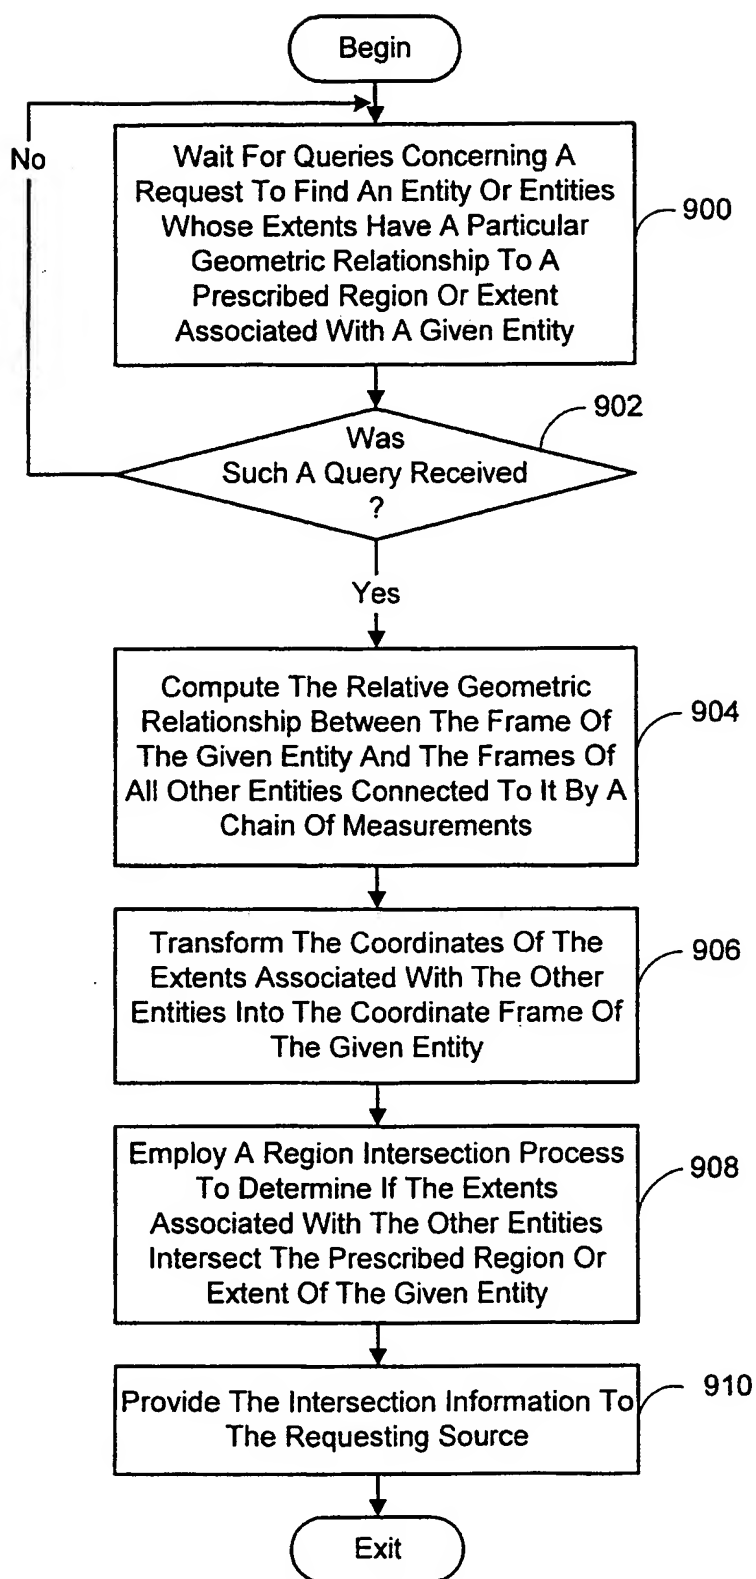 Begin
No
Wait For Queries Concerning A
Request To Find An Entity Or Entities
Whose Extents Have A Particular
Geometric Relationship To A
Prescribed Region Or Extent
Associated With A Given Entity
900
902
Was
Such A Query Received
?
Yes
Compute The Relative Geometric
Relationship Between The Frame Of
The Given Entity And The Frames Of
All Other Entities Connected To It By A
Chain Of Measurements
904
Transform The Coordinates Of The
Extents Associated With The Other
Entities Into The Coordinate Frame Of
The Given Entity
906
Employ A Region Intersection Process
To Determine If The Extents
Associated With The Other Entities
Intersect The Prescribed Region Or
Extent Of The Given Entity
908
Provide The Intersection Information To
The Requesting Source
910
Exit